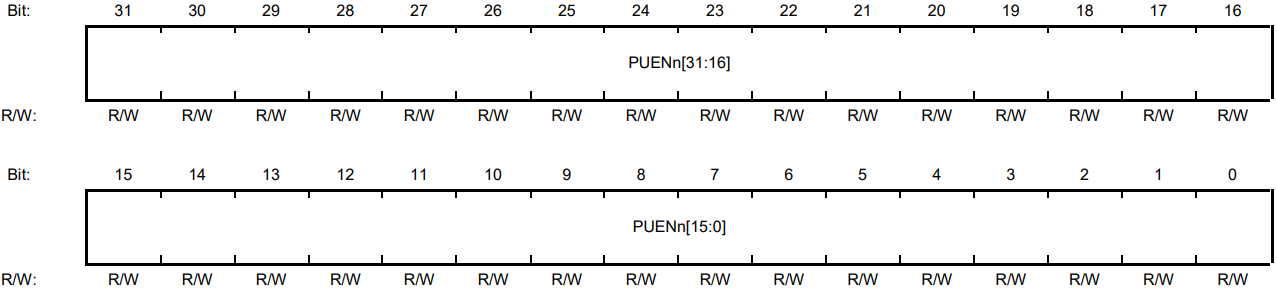 Bit: 31 30 29 28 27 26 25 24 23 22 21 20 19 18 17 16
PUENn[31:16]
R/W: R/W R/W R/W R/W R/W R/W R/W R/W R/W R/W R/W R/W R/W R/W R/W R/W
Bit: 15 14 13 12 11 10 9 8 7 6 5 4 3 2 1 0
PUENn[15:0]
R/W: R/W R/W R/W R/W R/W R/W R/W R/W R/W R/W R/W R/W R/W R/W R/W R/W